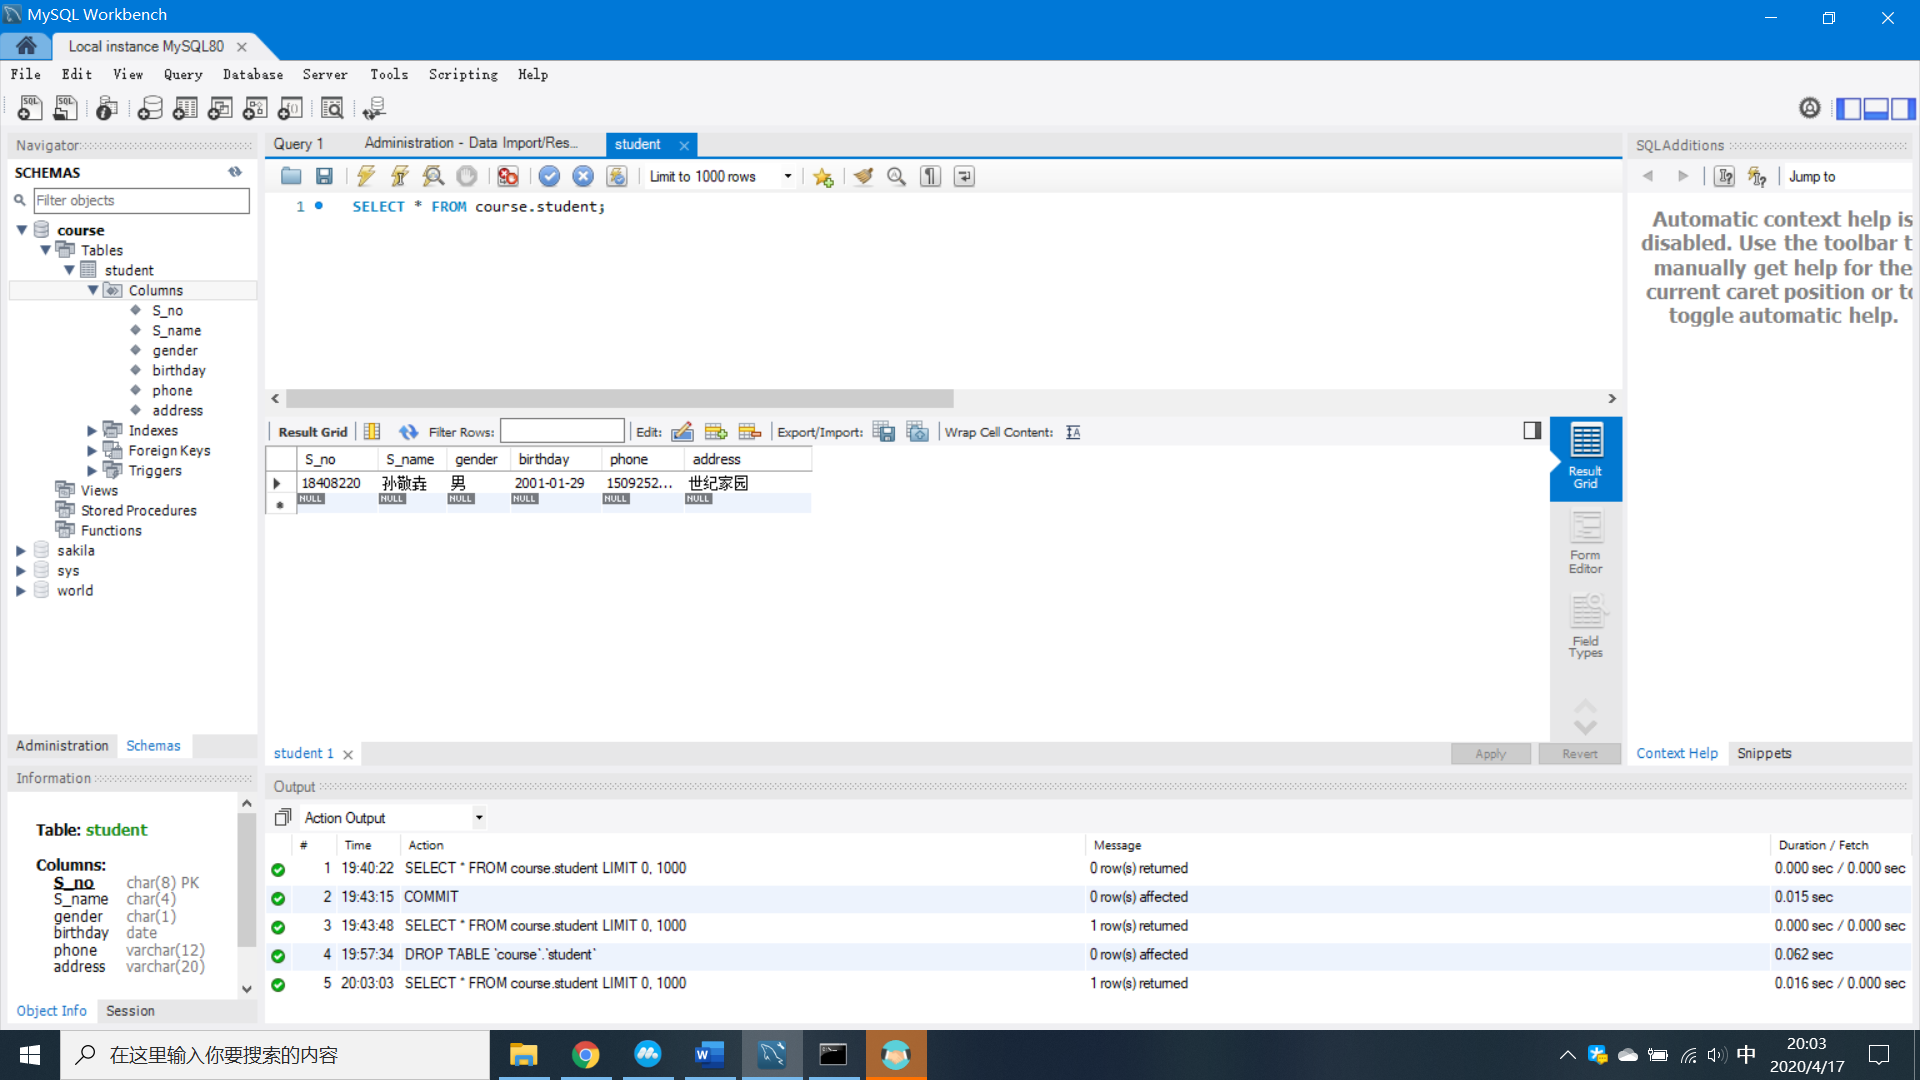 MySQL Workbench
Local instance MySQL80
File Edit View Query Database Server Tools Scripting Help
Navigator
SCHEMAS
Filter objects
course
Tables
student
Columns
S_no
S_name
gender
birthday
phone
address
Indexes
Foreign Keys
Triggers
Views
Stored Procedures
Functions
sakila
sys
world
Administration Schemas
Information
Table: student
Columns:
S_no char(8) PK
S_name char(4)
gender char(1)
birthday date
phone varchar(12)
address varchar(20)
Object Info Session
Query 1 Administration - Data Import/Res... student
Limit to 1000 rows
1 SELECT * FROM course.student;
Result Grid Filter Rows: Edit: Export/Import: Wrap Cell Content:
S_no S_name gender birthday phone address
18408220 孙敬垚 男 2001-01-29 1509252... 世纪家园
NULL NULL NULL NULL NULL NULL
Result
Grid
Form
Editor
Field
Types
student 1
Apply Revert
SQLAdditions
Jump to
Automatic context help is
disabled. Use the toolbar t
manually get help for the
current caret position or to
toggle automatic help.
Context Help Snippets
Output
Action Output
# Time Action Message Duration / Fetch
1 19:40:22 SELECT * FROM course.student LIMIT 0, 1000 0 row(s) returned 0.000 sec / 0.000 sec
2 19:43:15 COMMIT 0 row(s) affected 0.015 sec
3 19:43:48 SELECT * FROM course.student LIMIT 0, 1000 1 row(s) returned 0.000 sec / 0.000 sec
4 19:57:34 DROP TABLE `course`.`student` 0 row(s) affected 0.062 sec
5 20:03:03 SELECT * FROM course.student LIMIT 0, 1000 1 row(s) returned 0.016 sec / 0.000 sec
在这里输入你要搜索的内容
中
20:03
2020/4/17